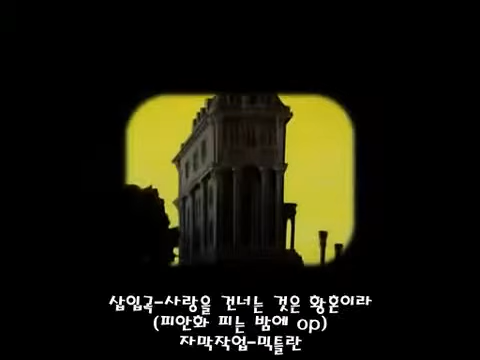 삽입곡-사랑을 건너는 것은 황혼이라
(피안화 피는 밤에 op)
자막작업-믹틀란